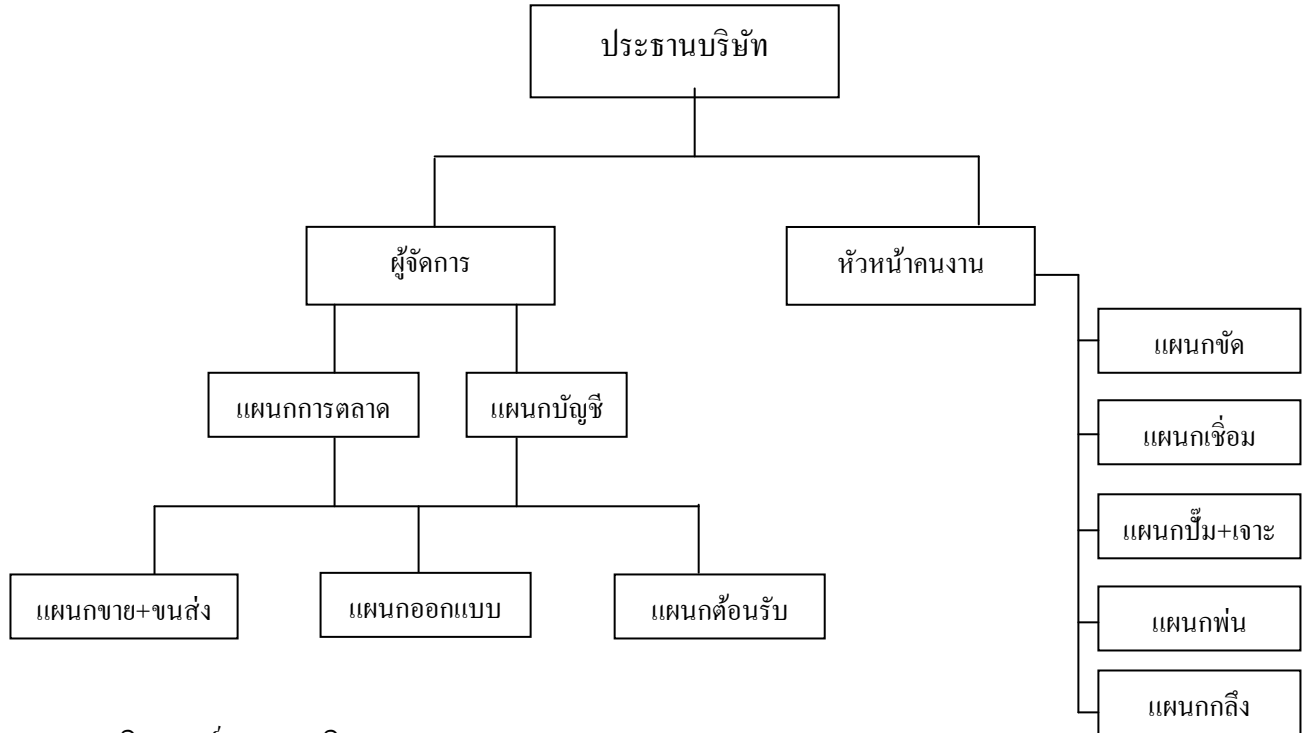 ประธานบริษัท
ผู้จัดการ
หัวหน้าคนงาน
แผนกขัด
แผนกการตลาด
แผนกบัญชี
แผนกเชื่อม
แผนกปั๊ม+เจาะ
แผนกขาย+ขนส่ง
แผนกออกแบบ
แผนกต้อนรับ
แผนกพ่น
แผนกกลึง